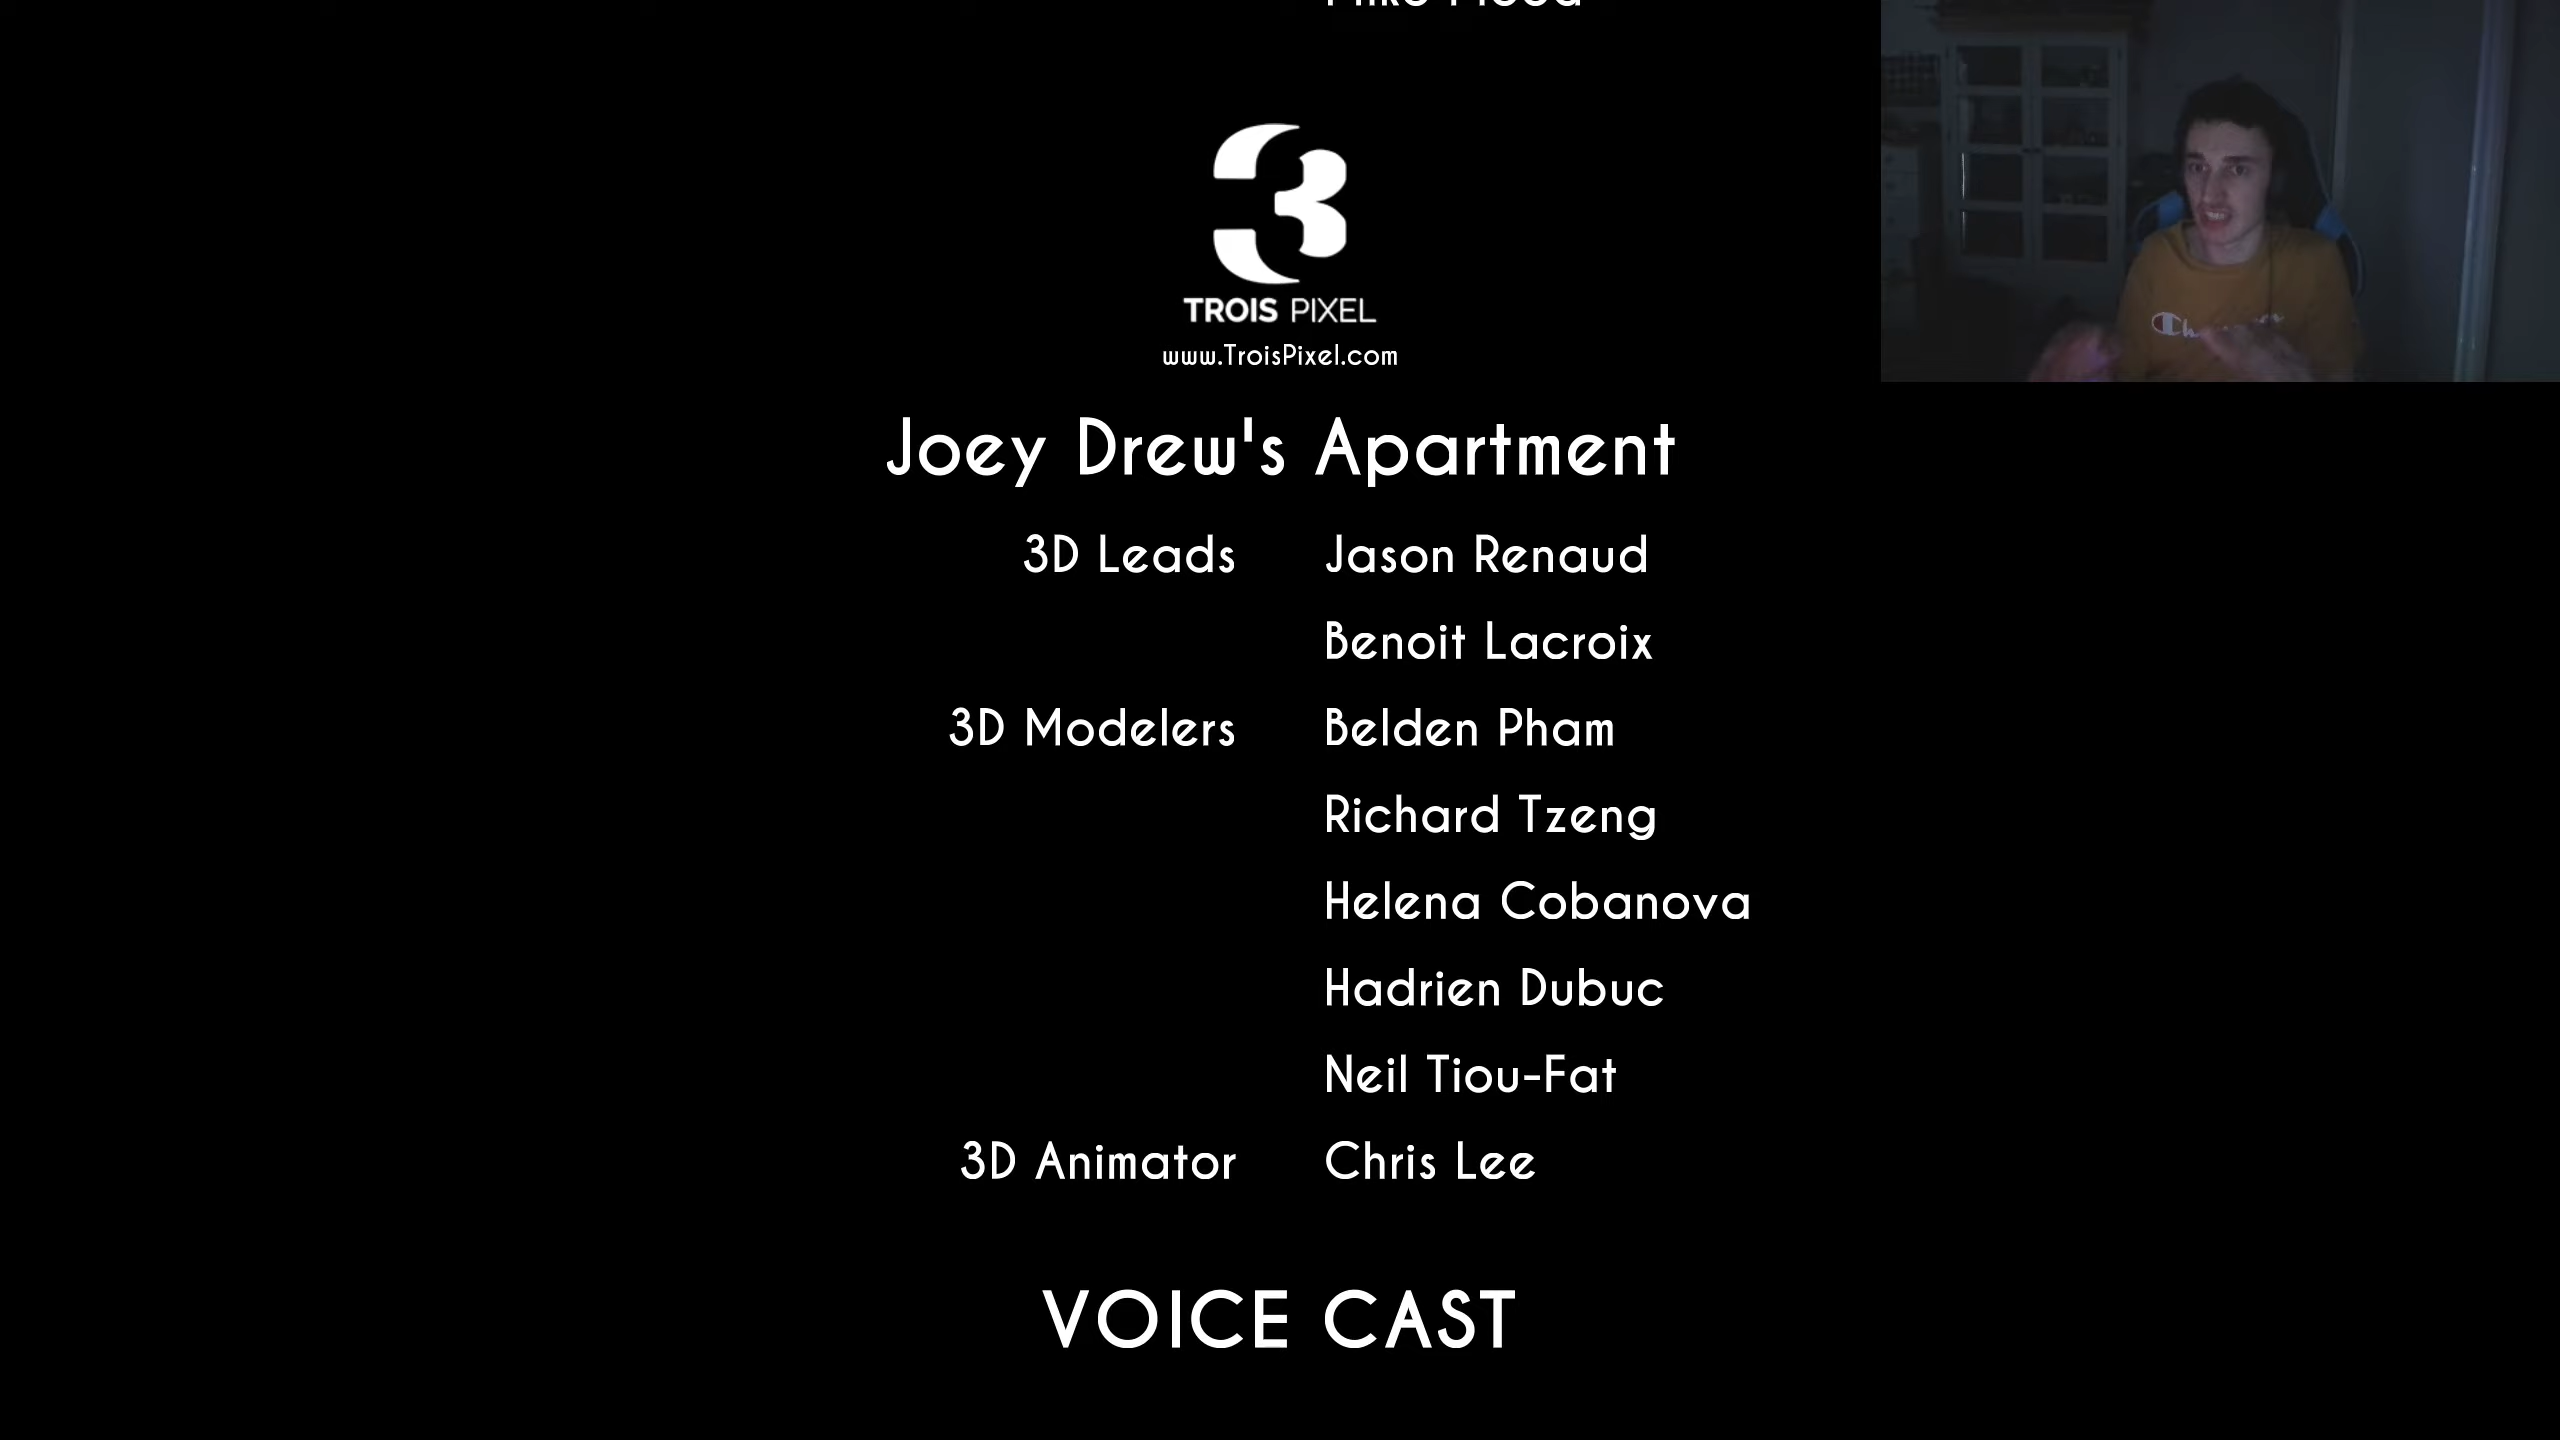 TROIS PIXEL
www.TroisPixel.com
Joey Drew's Apartment
3D Leads Jason Renaud
Benoit Lacroix
3D Modelers Belden Pham
Richard Tzeng
Helena Cobanova
Hadrien Dubuc
Neil Tiou-Fat
3D Animator Chris Lee
VOICE CAST